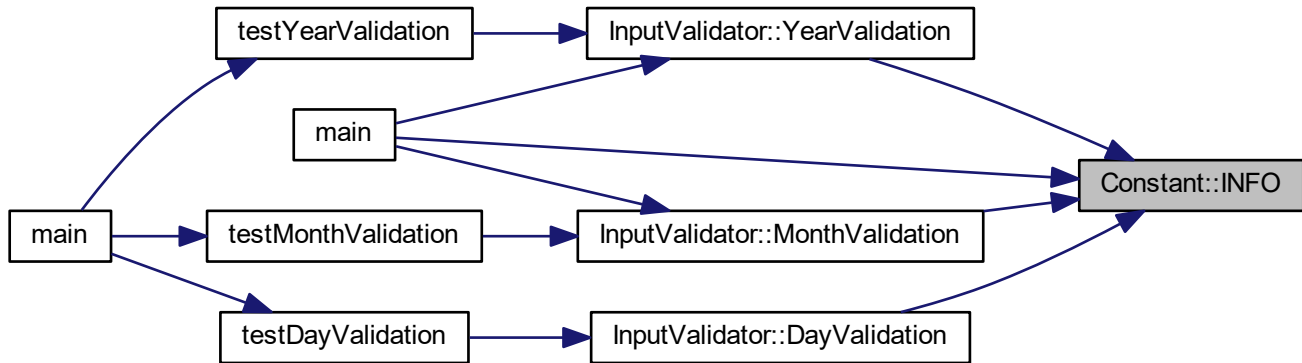 testYearValidation
InputValidator::YearValidation
main
Constant::INFO
main
testMonthValidation
InputValidator::MonthValidation
testDayValidation
InputValidator::DayValidation